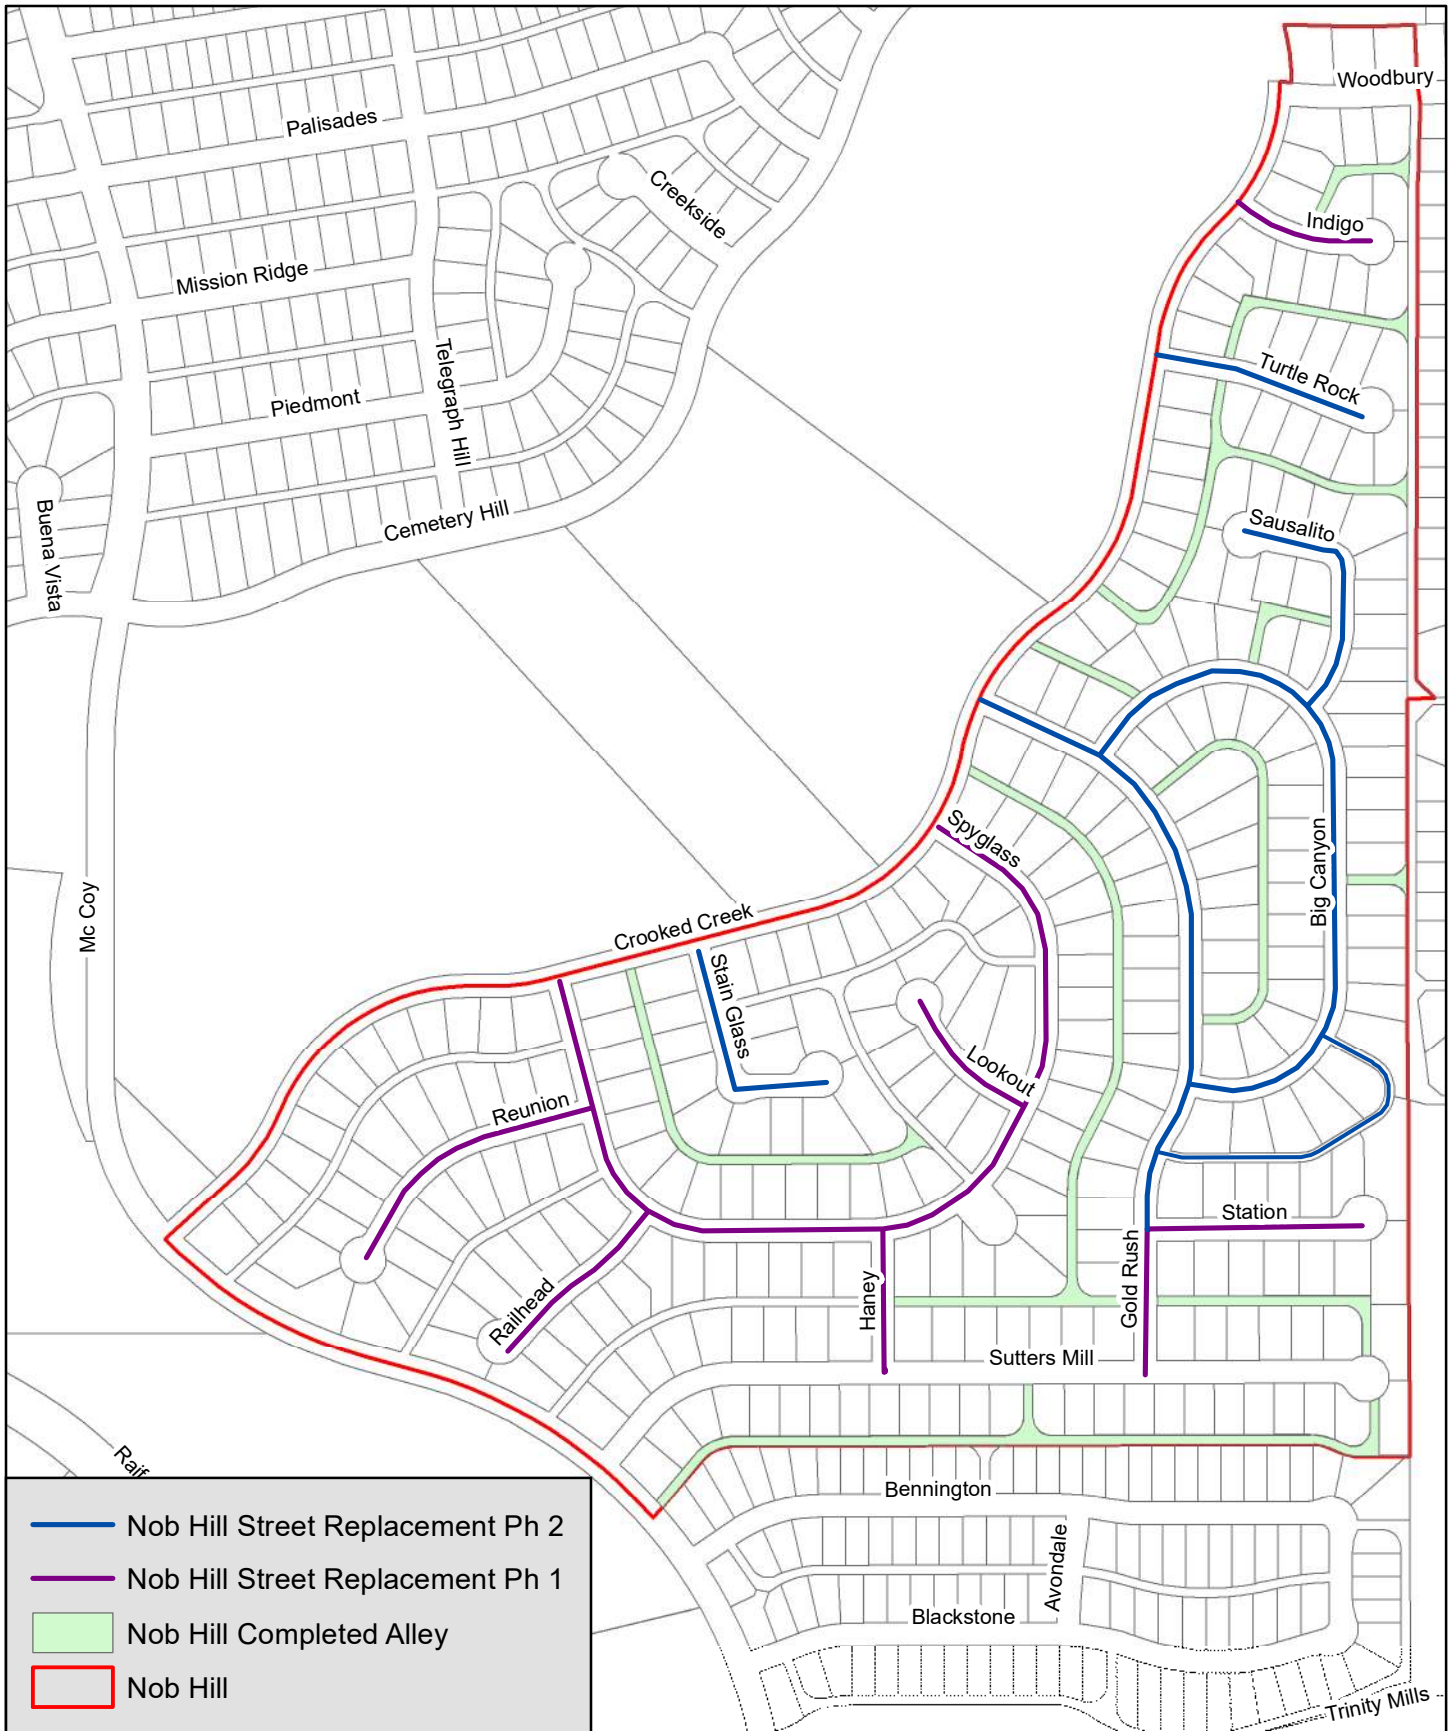 Woodbury
Palisades
Creekside
Indigo
Mission Ridge
Telegraph Hill
Turtle Rock
Piedmont
Buena Vista
Cemetery Hill
Sausalito
Spyglass
Big Canyon
Mc Coy
Crooked Creek
Stain Glass
Lookout
Reunion
Station
Gold Rush
Haney
Railhead
Sutters Mill
Bennington
Avondale
Blackstone
Trinity Mills
Nob Hill Street Replacement Ph 2
Nob Hill Street Replacement Ph 1
Nob Hill Completed Alley
Nob Hill